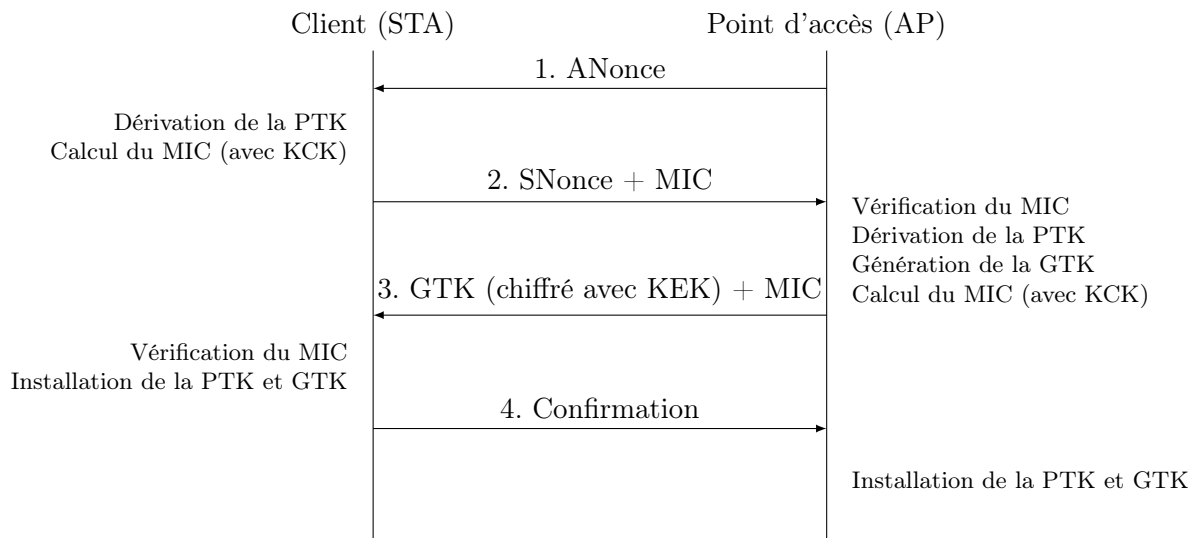 Client (STA)
Point d'accès (AP)
1. ANonce
Dérivation de la PTK
Calcul du MIC (avec KCK)
2. SNonce + MIC
Vérification du MIC
Dérivation de la PTK
Génération de la GTK
Calcul du MIC (avec KCK)
3. GTK (chiffré avec KEK) + MIC
Vérification du MIC
Installation de la PTK et GTK
4. Confirmation
Installation de la PTK et GTK